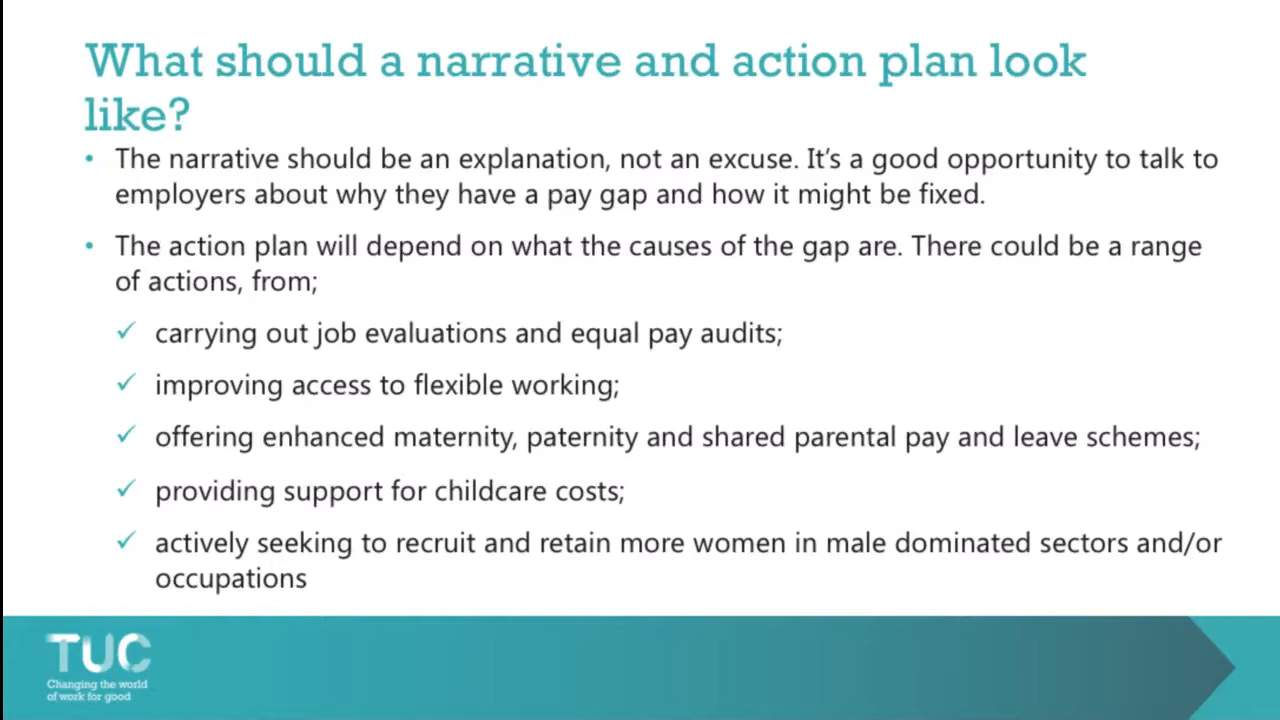 What should a narrative and action plan look
like?
• The narrative should be an explanation, not an excuse. It's a good opportunity to talk to
employers about why they have a pay gap and how it might be fixed.
• The action plan will depend on what the causes of the gap are. There could be a range
of actions, from;
✓ carrying out job evaluations and equal pay audits;
✓ improving access to flexible working;
✓ offering enhanced maternity, paternity and shared parental pay and leave schemes;
✓ providing support for childcare costs;
✓ actively seeking to recruit and retain more women in male dominated sectors and/or
occupations
TUC
Changing the world
of work for good